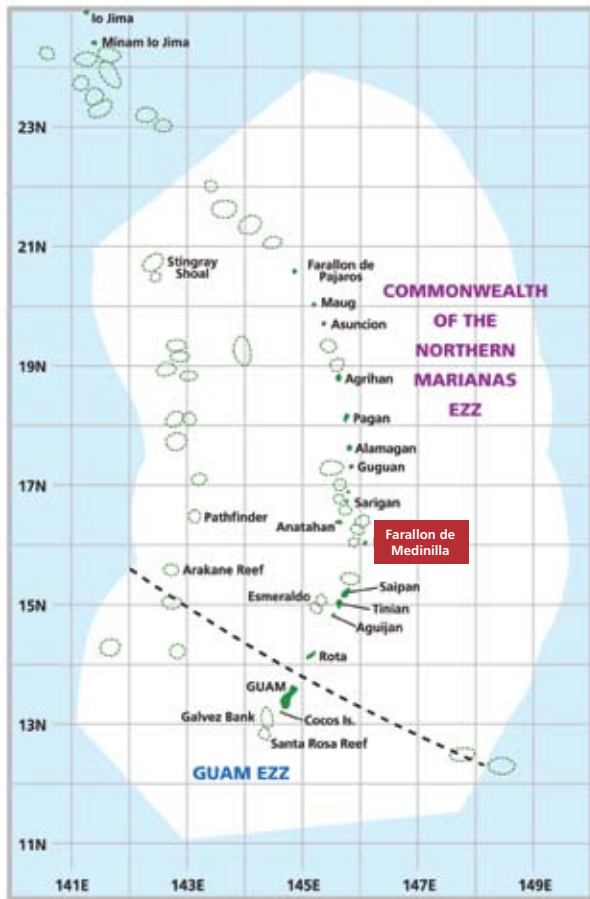 Io Jima
Minam Io Jima
23N
21N
Stingray
Shoal
Farallon de
Pajaros
COMMONWEALTH
OF THE
NORTHERN
MARIANAS
EZZ
Maug
Asuncion
19N
Agrihan
Pagan
Alamagan
Guguan
17N
Sarigan
Pathfinder
Anatahan
Farallon de
Medinilla
Arakane Reef
Saipan
Esmeraldo
15N
Tinian
Aguijan
Rota
GUAM
13N
Galvez Bank
Cocos Is.
Santa Rosa Reef
GUAM EZZ
11N
141E
143E
145E
147E
149E